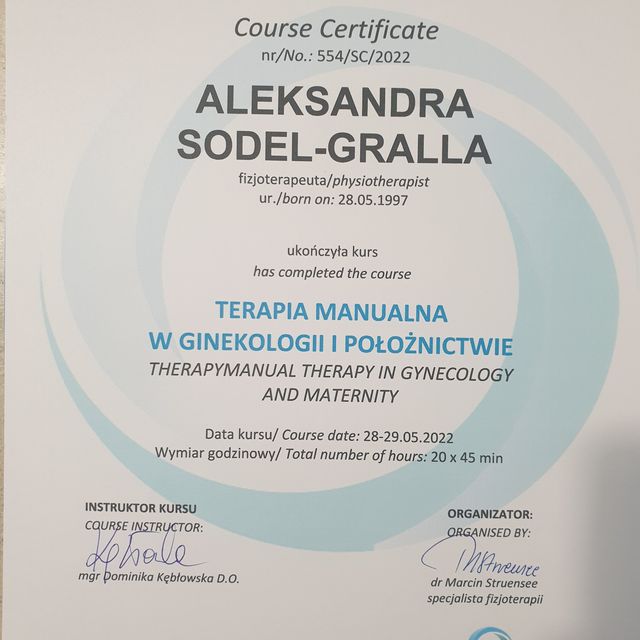 Course Certificate
nr/No.: 554/SC/2022
ALEKSANDRA
SODEL-GRALLA
fizjoterapeuta/physiotherapist
ur./born on: 28.05.1997
ukończyła kurs
has completed the course
TERAPIA MANUALNA
W GINEKOLOGII I POŁOŻNICTWIE
THERAPYMANUAL THERAPY IN GYNECOLOGY
AND MATERNITY
Data kursu/ Course date: 28-29.05.2022
Wymiar godzinowy/ Total number of hours: 20 x 45 min
INSTRUKTOR KURSU
COURSE INSTRUCTOR:
mgr Dominika Kębłowska D.O.
ORGANIZATOR:
ORGANISED BY:
dr Marcin Struensee
specjalista fizjoterapii